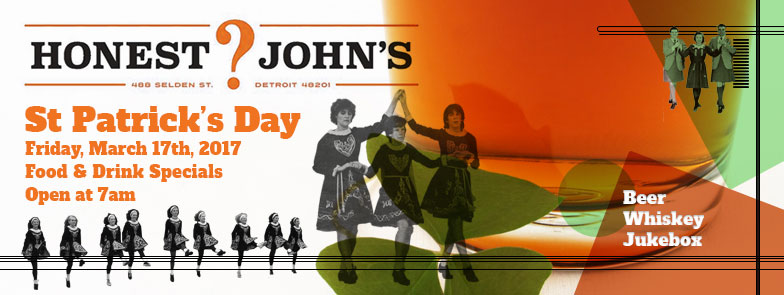 HONEST ? JOHN'S
488 SELDEN ST. DETROIT 48201
St Patrick's Day
Friday, March 17th, 2017
Food & Drink Specials
Open at 7am
Beer
Whiskey
Jukebox